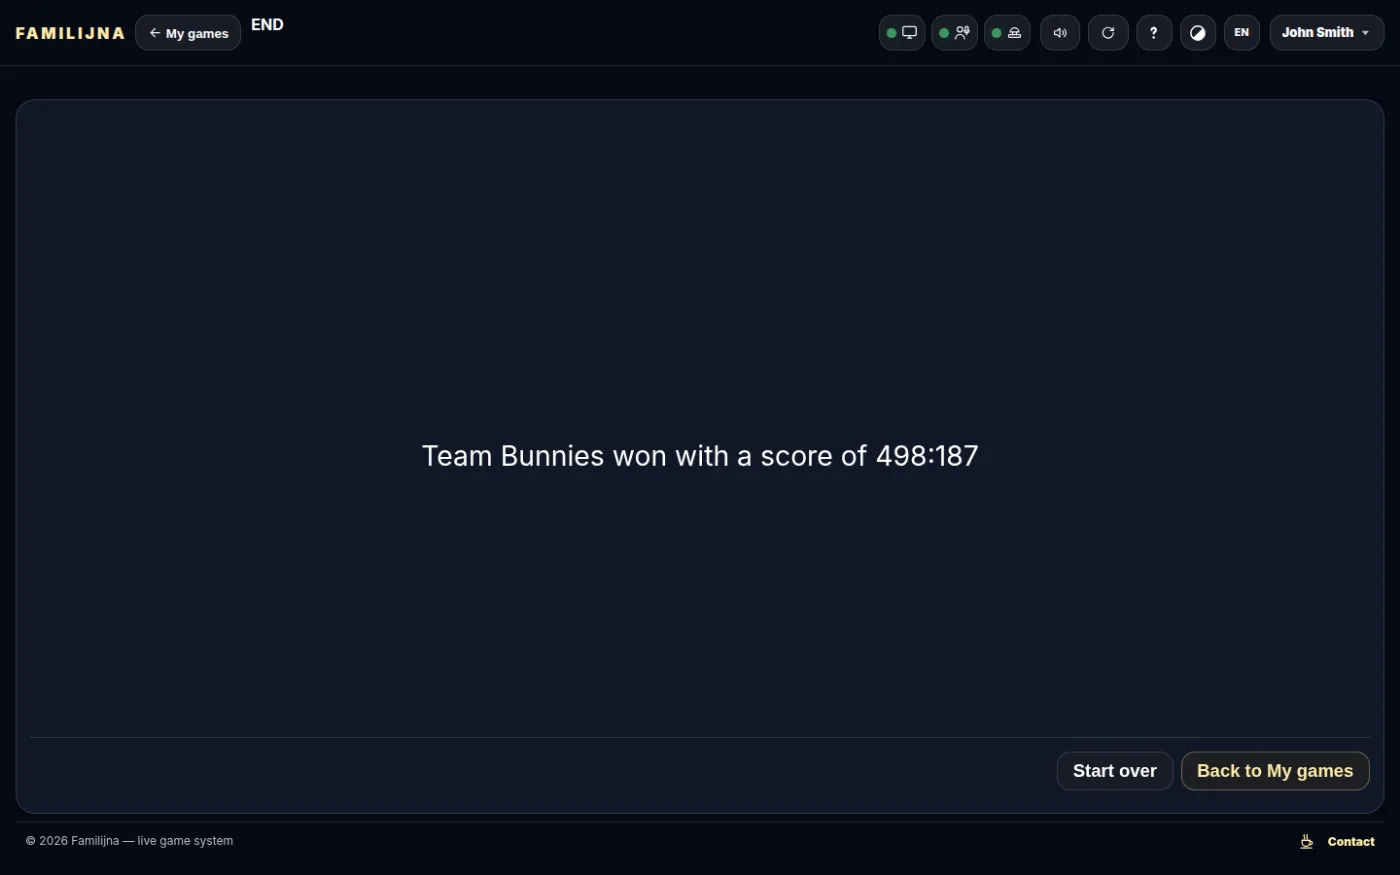 FAMILIJNA
← My games
END
?
EN
John Smith
Team Bunnies won with a score of 498:187
Start over
Back to My games
© 2026 Familijna — live game system
Contact